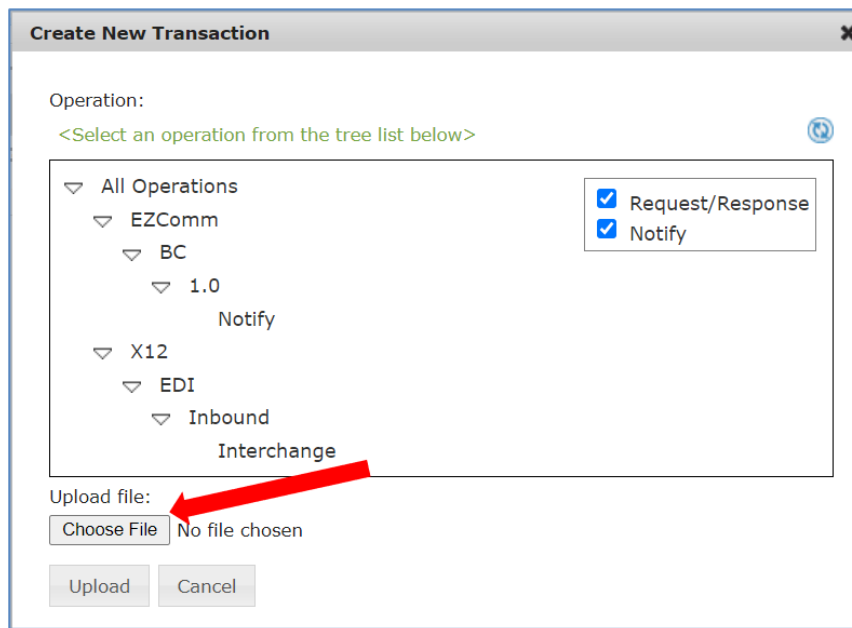 Create New Transaction
Operation:
<Select an operation from the tree list below>
All Operations
Request/Response
EZComm
Notify
BC
1.0
Notify
X12
EDI
Inbound
Interchange
Upload file:
Choose File No file chosen
Upload Cancel